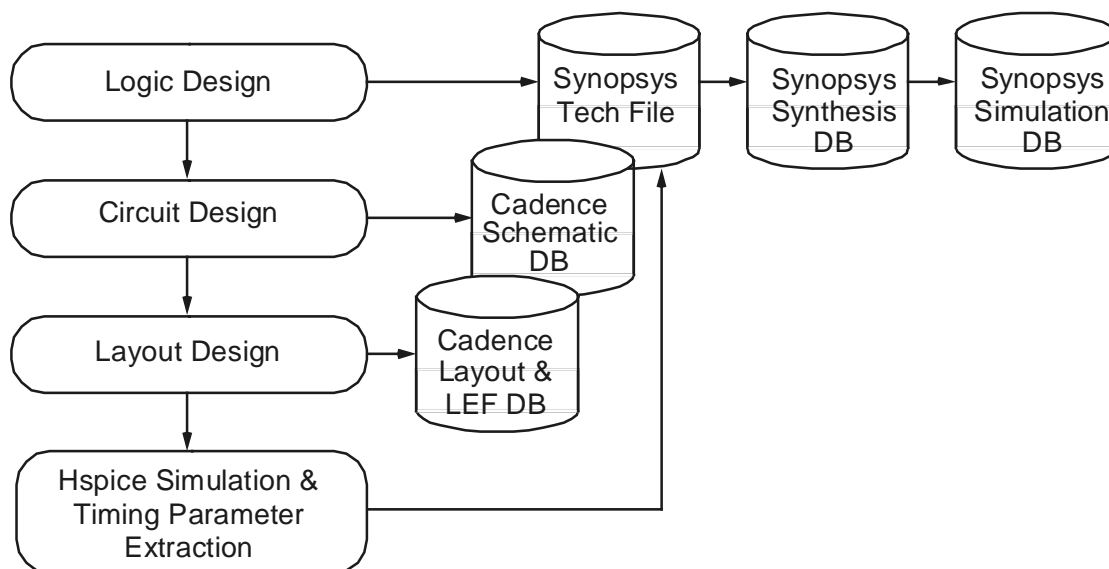 Logic Design
Synopsys
Tech File
Synopsys
Synthesis
DB
Synopsys
Simulation
DB
Circuit Design
Cadence
Schematic
DB
Layout Design
Cadence
Layout &
LEF DB
Hspice Simulation &
Timing Parameter
Extraction